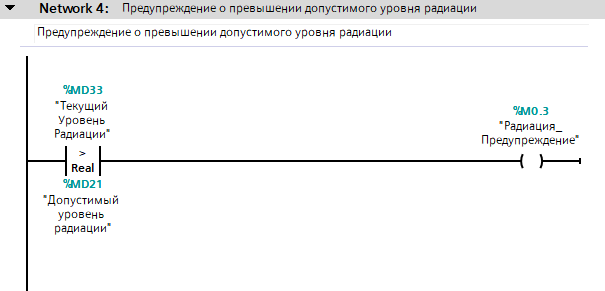 Network 4: Предупреждение о превышении допустимого уровня радиации
Предупреждение о превышении допустимого уровня радиации
%MD33
"Текущий
Уровень
Радиации"
>
Real
%MD21
"Допустимый
уровень
радиации"
%M0.3
"Радиация_
Предупреждение"